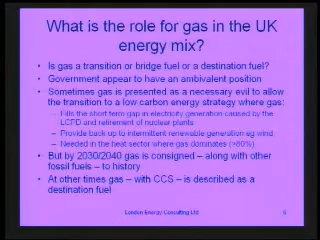 What is the role for gas in the UK
energy mix?
• Is gas a transition or bridge fuel or a destination fuel?
• Government appear to have an ambivalent position
• Sometimes gas is presented as a necessary evil to allow
the transition to a low carbon energy strategy where gas:
– Fills the short term gap in electricity generation caused by the
LCPD and retirement of nuclear plants
– Provide back up to intermittent renewable generation eg wind
– Needed in the heat sector where gas dominates (>80%)
• But by 2030/2040 gas is consigned – along with other
fossil fuels – to history
• At other times gas – with CCS – is described as a
destination fuel
London Energy Consulting Ltd